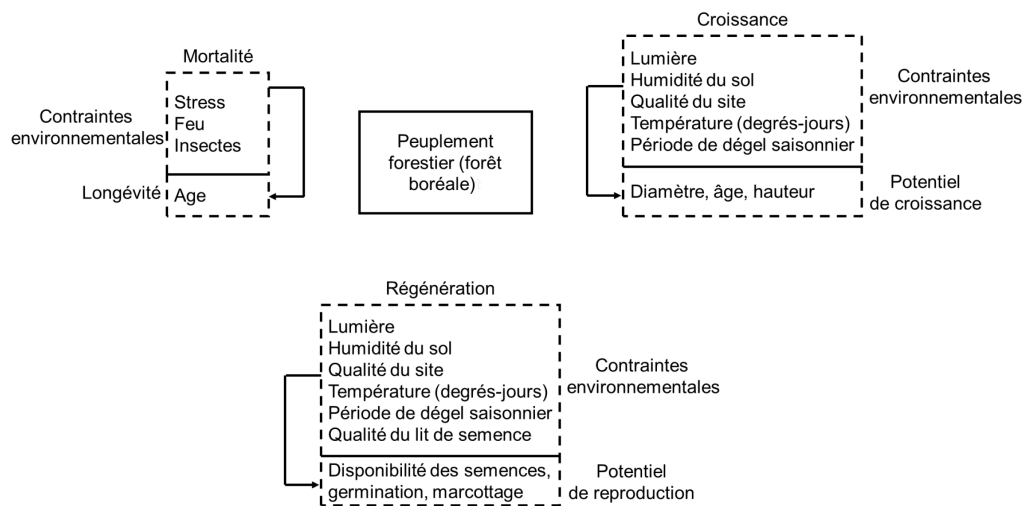 Mortalité
Contraintes
environnementales
Stress
Feu
Insectes
Longévité
Age
Peuplement
forestier (forêt
boréale)
Croissance
Lumière
Humidité du sol
Qualité du site
Température (degrés-jours)
Période de dégel saisonnier
Contraintes
environnementales
Diamètre, âge, hauteur
Potentiel
de croissance
Régénération
Lumière
Humidité du sol
Qualité du site
Température (degrés-jours)
Période de dégel saisonnier
Qualité du lit de semence
Contraintes
environnementales
Disponibilité des semences,
germination, marcottage
Potentiel
de reproduction